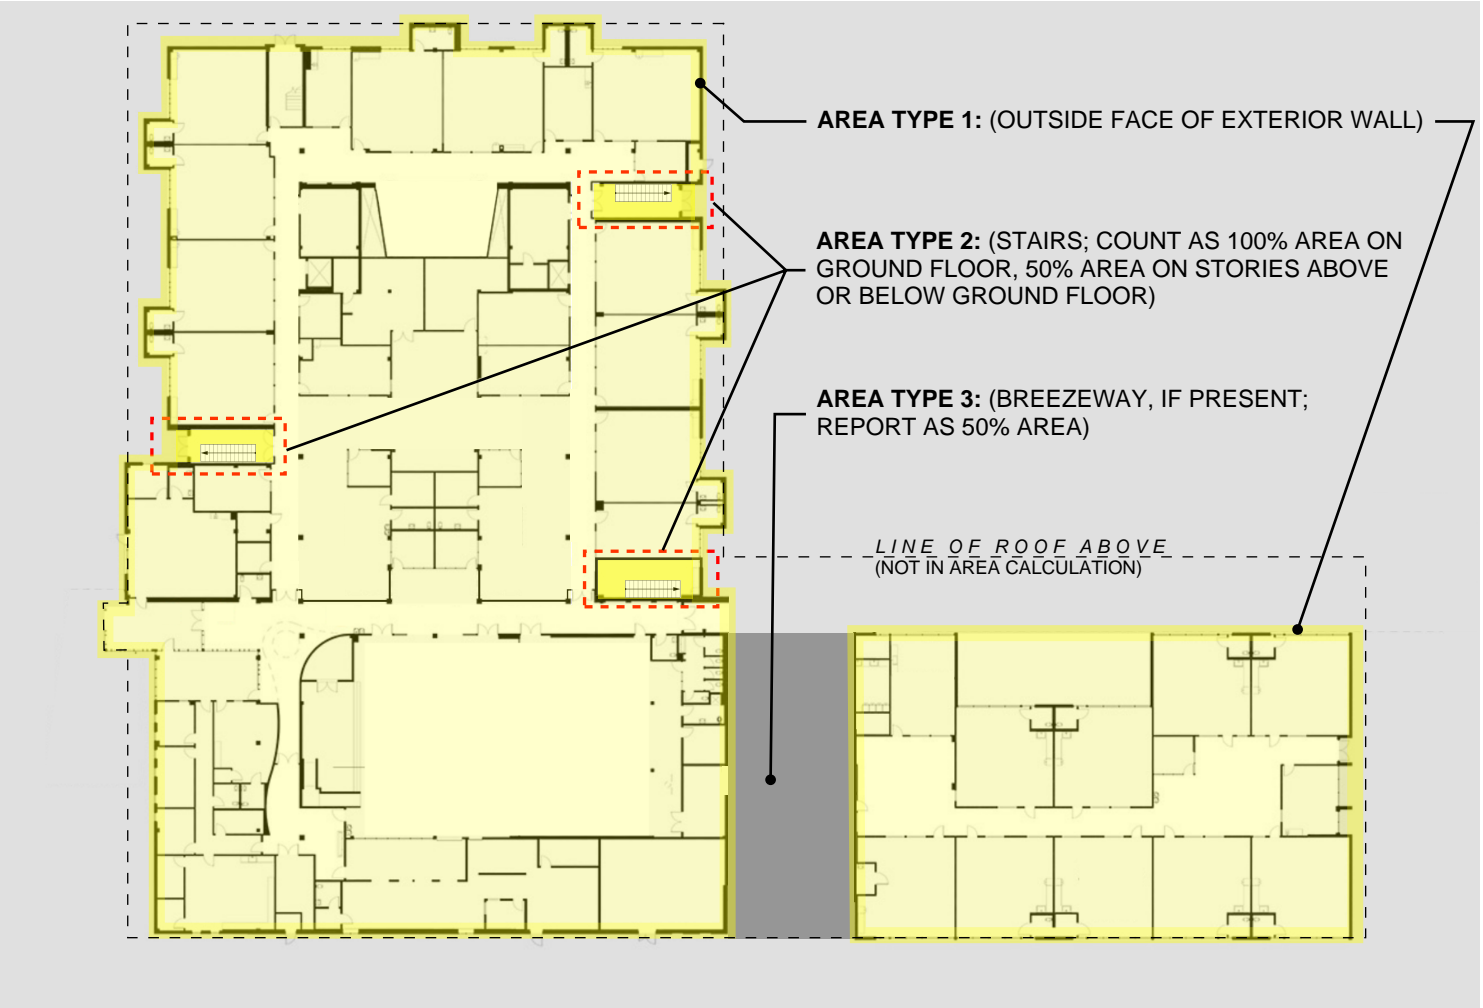 AREA TYPE 1: (OUTSIDE FACE OF EXTERIOR WALL)
AREA TYPE 2: (STAIRS; COUNT AS 100% AREA ON
GROUND FLOOR, 50% AREA ON STORIES ABOVE
OR BELOW GROUND FLOOR)
AREA TYPE 3: (BREEZEWAY, IF PRESENT;
REPORT AS 50% AREA)
LINE OF ROOF ABOVE
(NOT IN AREA CALCULATION)